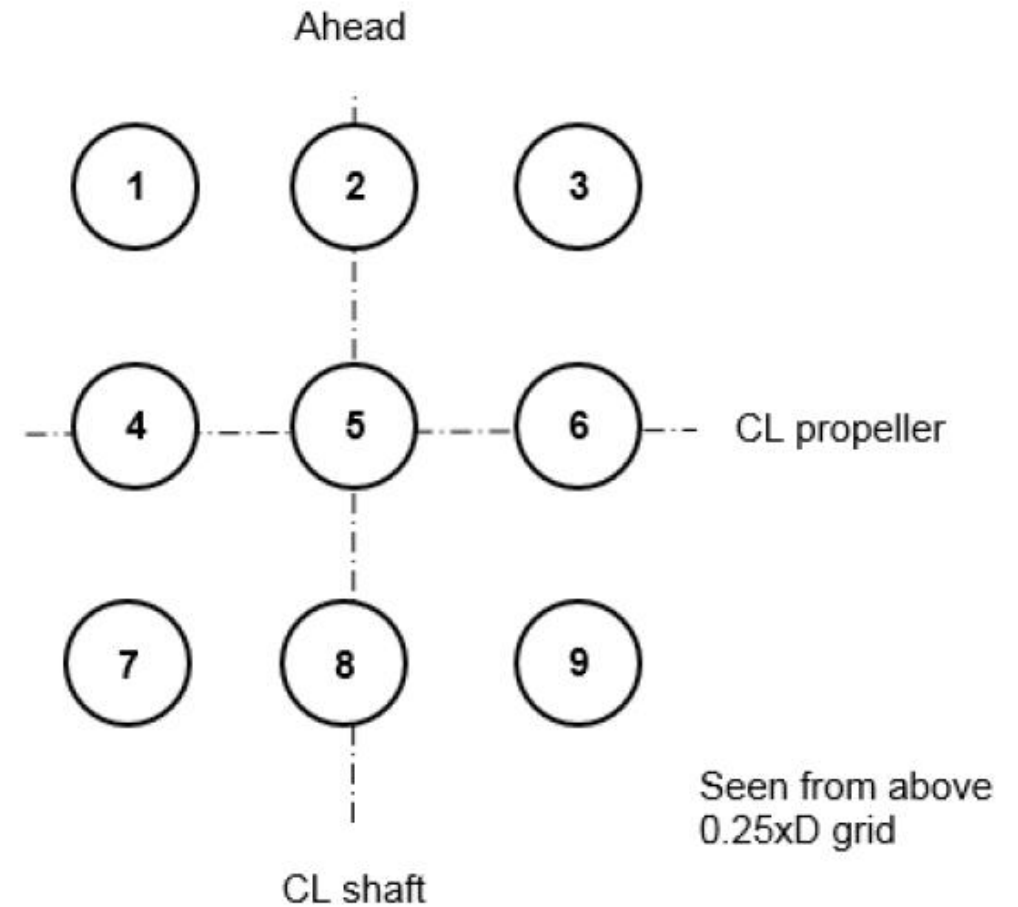 Ahead
1 2 3
4 5 6 CL propeller
7 8 9
Seen from above
0.25xD grid
CL shaft